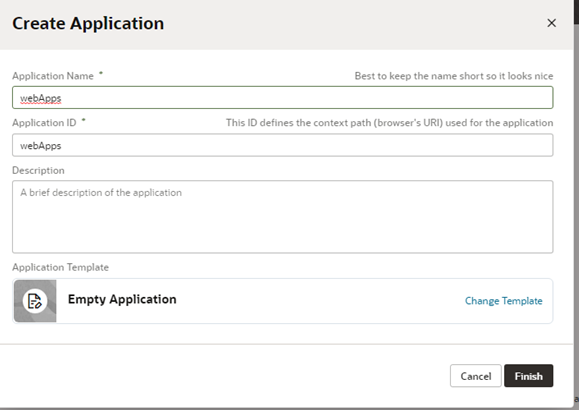 Create Application
Application Name * Best to keep the name short so it looks nice
webApps
Application ID * This ID defines the context path (browser's URI) used for the application
webApps
Description
A brief description of the application
Application Template
Empty Application Change Template
Cancel Finish